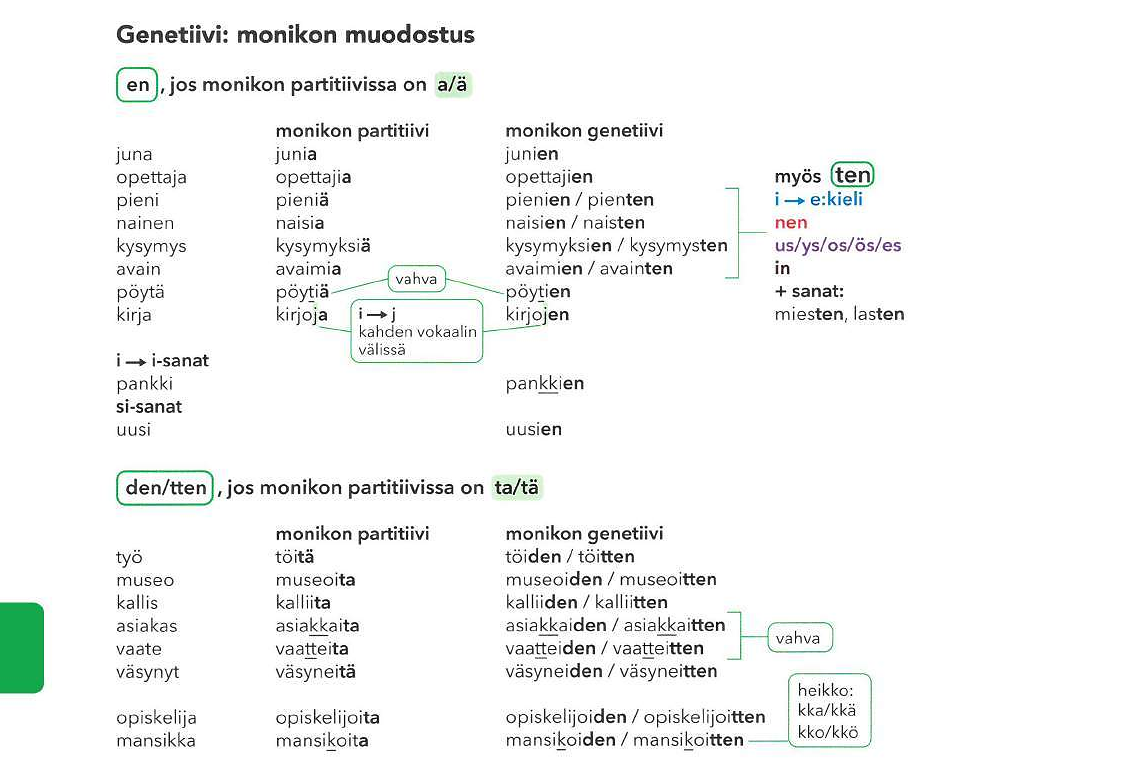 Genetiivi: monikon muodostus
en , jos monikon partitiivissa on a/ä
monikon partitiivi monikon genetiivi
juna junia junien
opettaja opettajia opettajien myös ten
pieni pieniä pienien / pienten i → e:kieli
nainen naisia naisien / naisten nen
kysymys kysymyksiä kysymyksien / kysymysten us/ys/os/ös/es
avain avaimia avaimien / avainten in
vahva
pöytä pöytiä pöytien + sanat:
kirja kirjoja kirjojen miesten, lasten
i → j
kahden vokaalin
välissä
i → i-sanat
pankki pankkien
si-sanat
uusi uusien
den/tten , jos monikon partitiivissa on ta/tä
monikon partitiivi monikon genetiivi
työ töitä töiden / töitten
museo museoita museoiden / museoitten
kallis kalliita kalliiden / kalliitten
asiakas asiakkaita asiakkaiden / asiakkaitten
vaate vaatteita vaatteiden / vaatteitten
vahva
väsynyt väsyneitä väsyneiden / väsyneitten
opiskelija opiskelijoita opiskelijoiden / opiskelijoitten
mansikka mansikoita mansikoiden / mansikoitten
heikko:
kka/kkä
kko/kkö